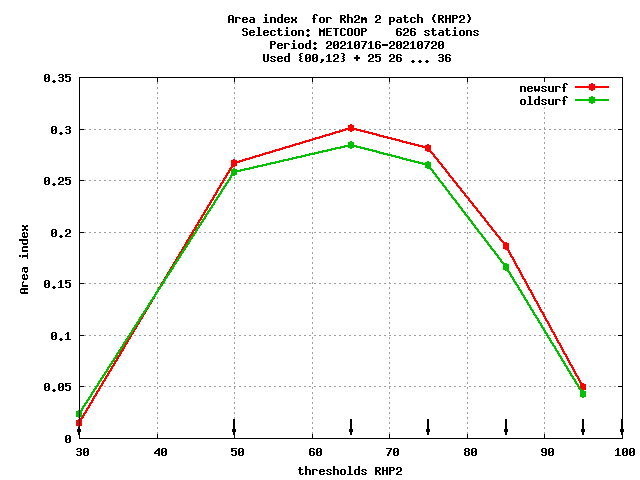 Area index  for Rh2m 2 patch (RHP2)
Selection: METCOOP    626 stations
Period: 20210716-20210720
Used {00,12} + 25 26 ... 36
newsurf
oldsurf
0.35
0.3
0.25
0.2
0.15
0.1
0.05
0
Area index
30 40 50 60 70 80 90 100
thresholds RHP2